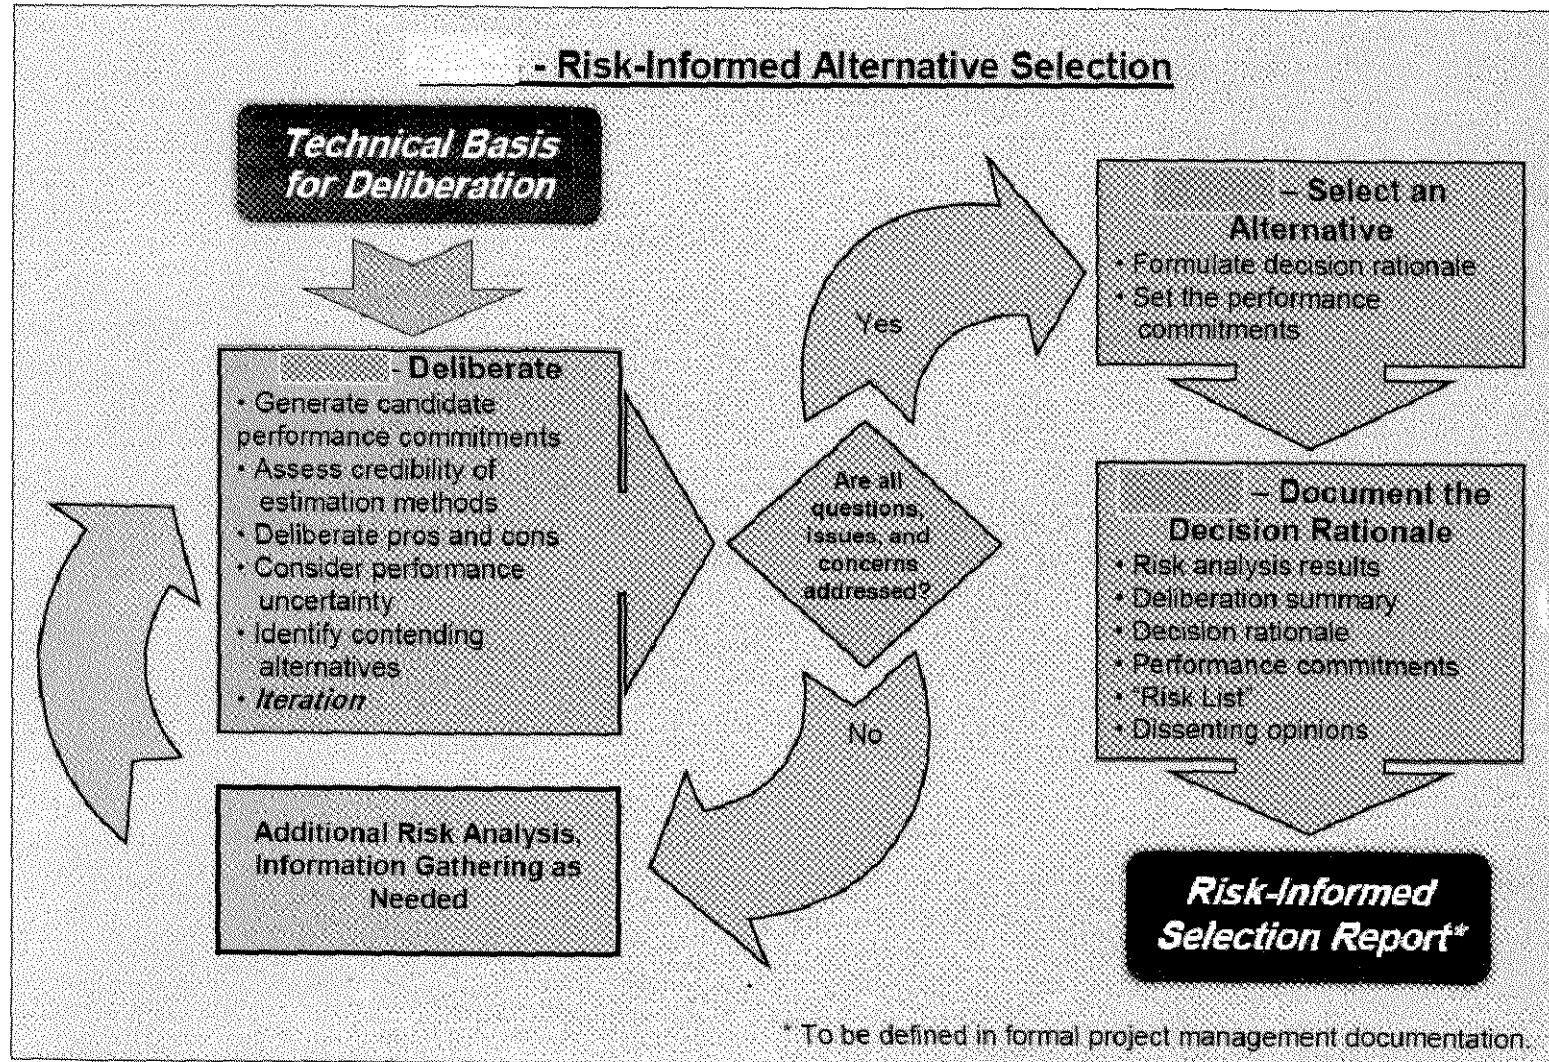 - Risk-Informed Alternative Selection
Technical Basis
for Deliberation
- Deliberate
• Generate candidate
performance commitments
• Assess credibility of
estimation methods
• Deliberate pros and cons
• Consider performance
uncertainty
• Identify contending
alternatives
• Iteration
Additional Risk Analysis,
Information Gathering as
Needed
Are all
questions,
issues, and
concerns
addressed?
Yes
No
– Select an
Alternative
• Formulate decision rationale
• Set the performance
commitments
– Document the
Decision Rationale
• Risk analysis results
• Deliberation summary
• Decision rationale
• Performance commitments
• "Risk List"
• Dissenting opinions
Risk-Informed
Selection Report*
* To be defined in formal project management documentation.